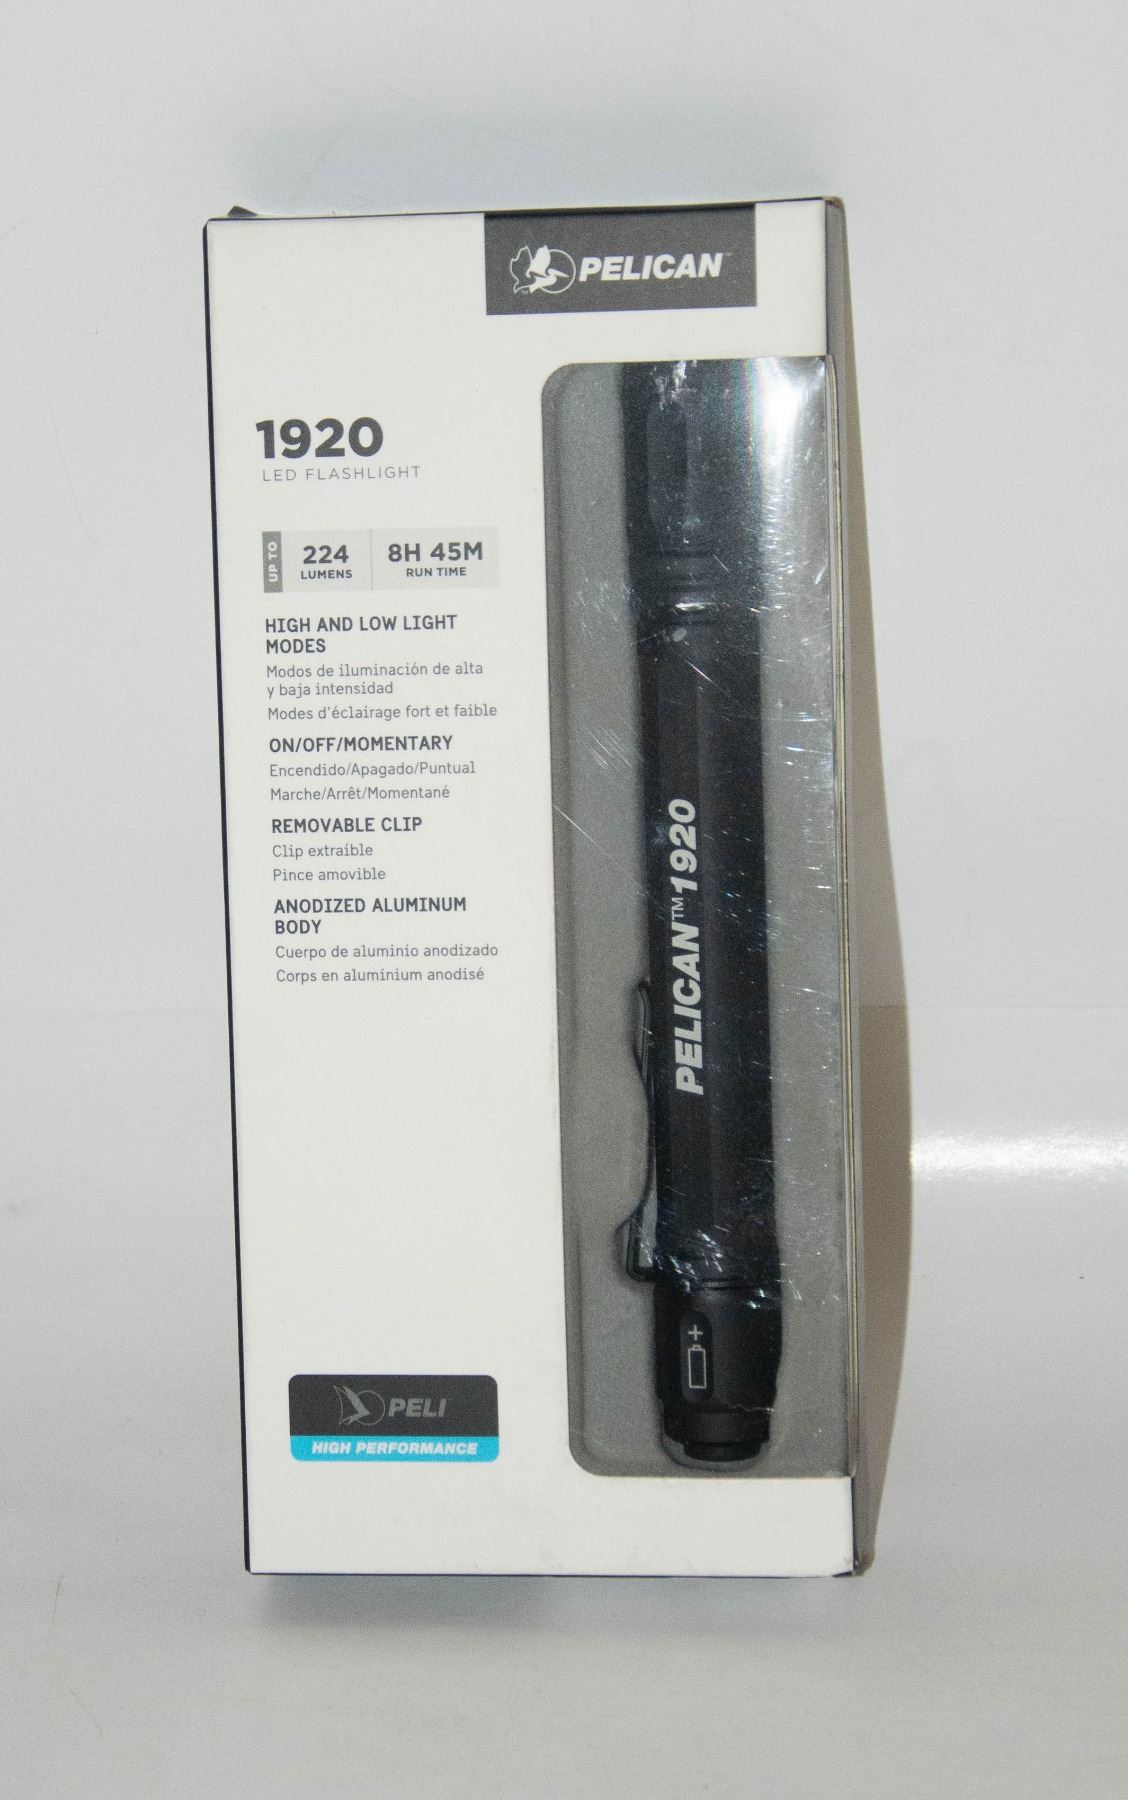 PELICAN™
1920
LED FLASHLIGHT
UP TO
224
LUMENS
8H 45M
RUN TIME
HIGH AND LOW LIGHT
MODES
Modos de iluminación de alta
y baja intensidad
Modes d'éclairage fort et faible
ON/OFF/MOMENTARY
Encendido/Apagado/Puntual
Marche/Arrêt/Momentané
REMOVABLE CLIP
Clip extraíble
Pince amovible
ANODIZED ALUMINUM
BODY
Cuerpo de aluminio anodizado
Corps en aluminium anodisé
PELICAN™1920
+
PELI™
HIGH PERFORMANCE